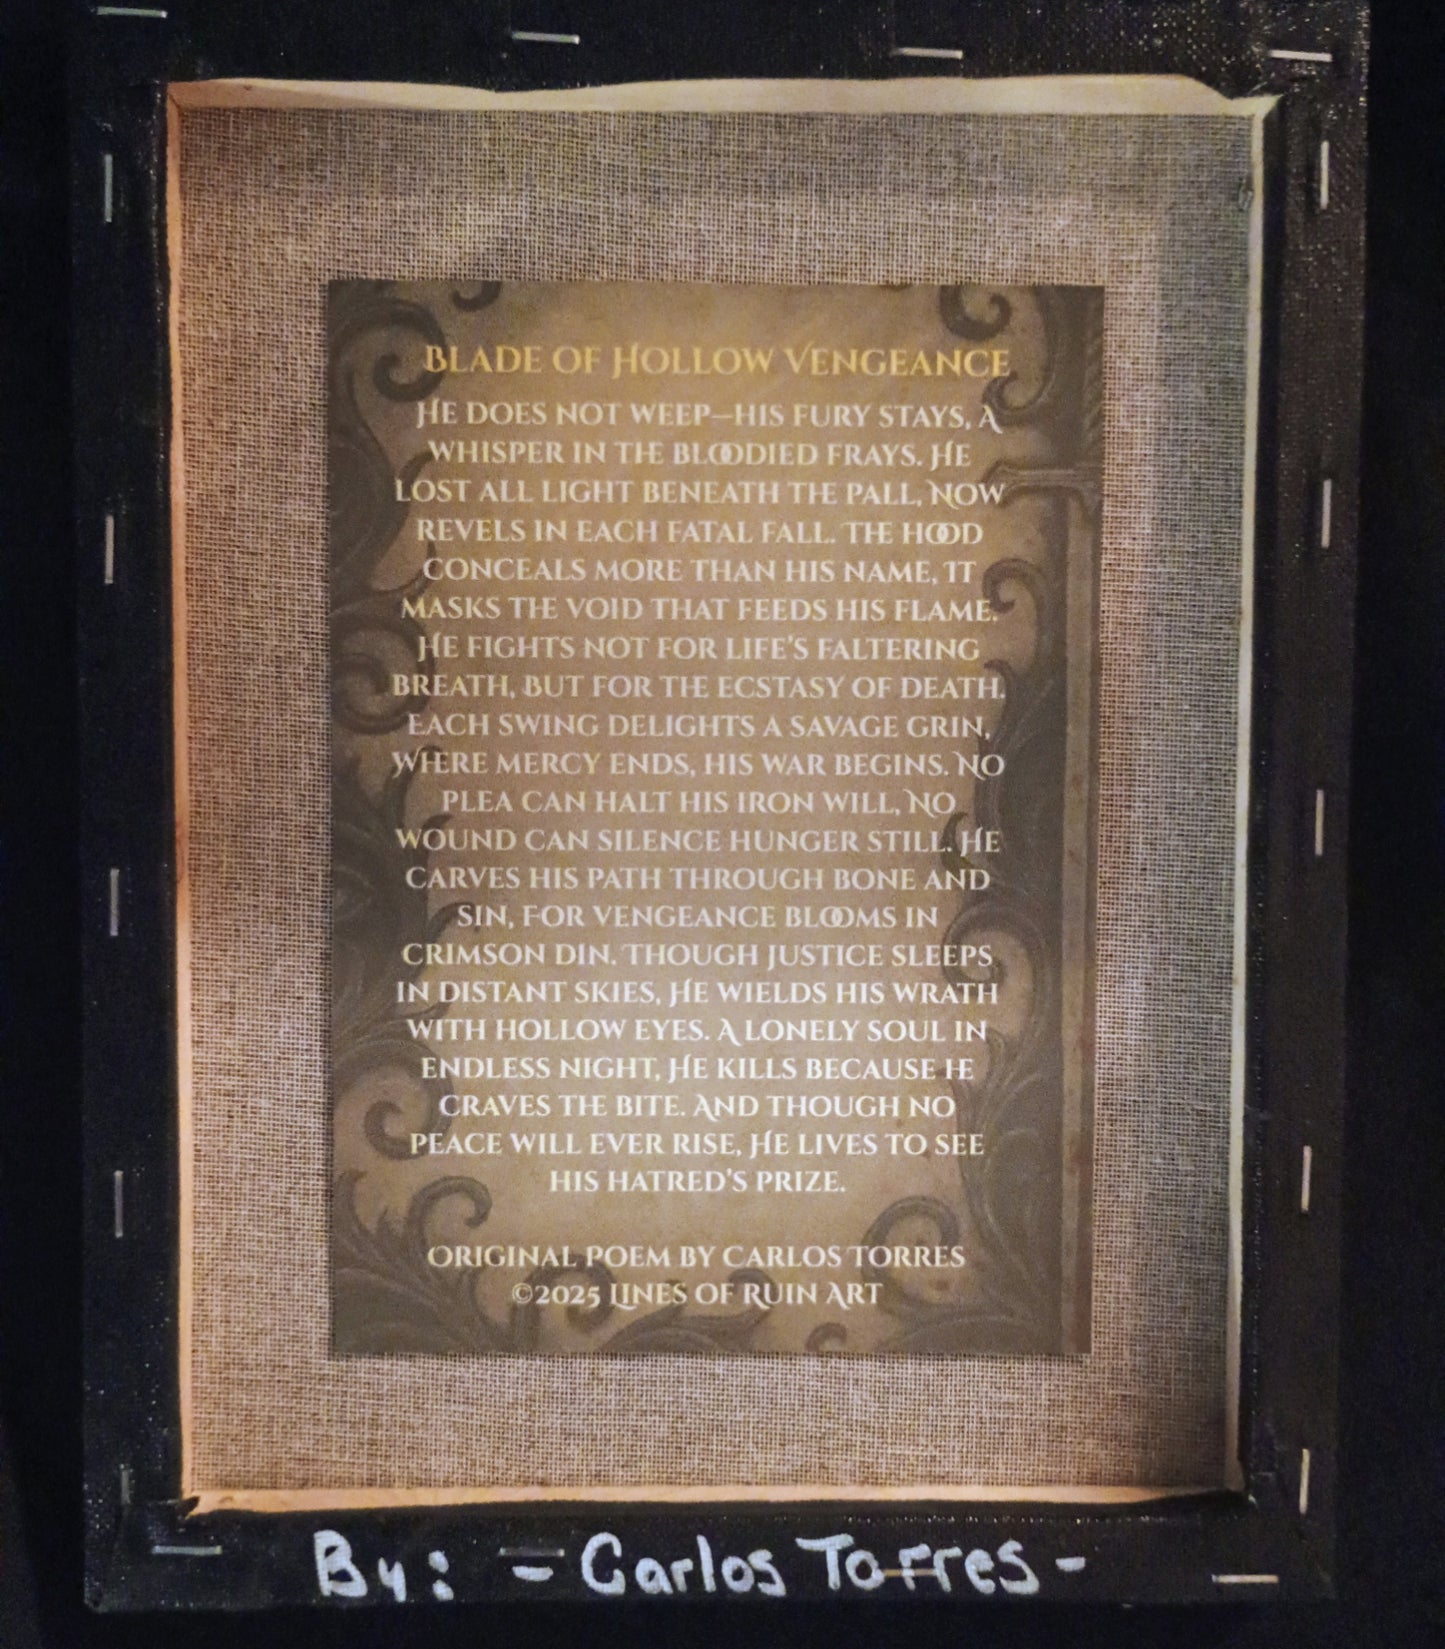 Blade of Hollow Vengeance
He does not weep—his fury stays, A
whisper in the bloodied frays. He
lost all light beneath the pall, Now
revels in each fatal fall. The hood
conceals more than his name, It
masks the void that feeds his flame.
He fights not for life's faltering
breath, But for the ecstasy of death.
Each swing delights a savage grin,
Where mercy ends, his war begins. No
plea can halt his iron will, No
wound can silence hunger still. He
carves his path through bone and
sin, For vengeance blooms in
crimson din. Though justice sleeps
in distant skies, He wields his wrath
with hollow eyes. A lonely soul in
endless night, He kills because he
craves the bite. And though no
peace will ever rise, He lives to see
his hatred's prize.
Original Poem by Carlos Torres
©2025 Lines of Ruin Art
By: - Carlos Torres -